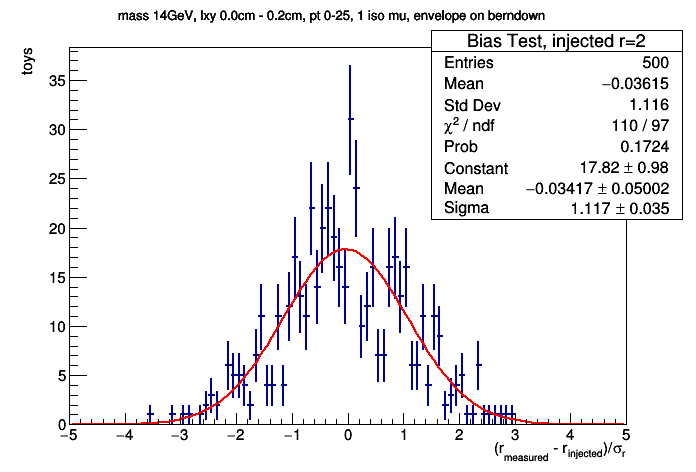 mass 14GeV, lxy 0.0cm - 0.2cm, pt 0-25, 1 iso mu, envelope on berndown
Bias Test, injected r=2
Entries 500
Mean −0.03615
Std Dev 1.116
χ² / ndf 110 / 97
Prob 0.1724
Constant 17.82 ± 0.98
Mean −0.03417 ± 0.05002
Sigma 1.117 ± 0.035
toys
35
30
25
20
15
10
5
0
−5 −4 −3 −2 −1 0 1 2 3 4 5
(r_measured - r_injected)/σ_r